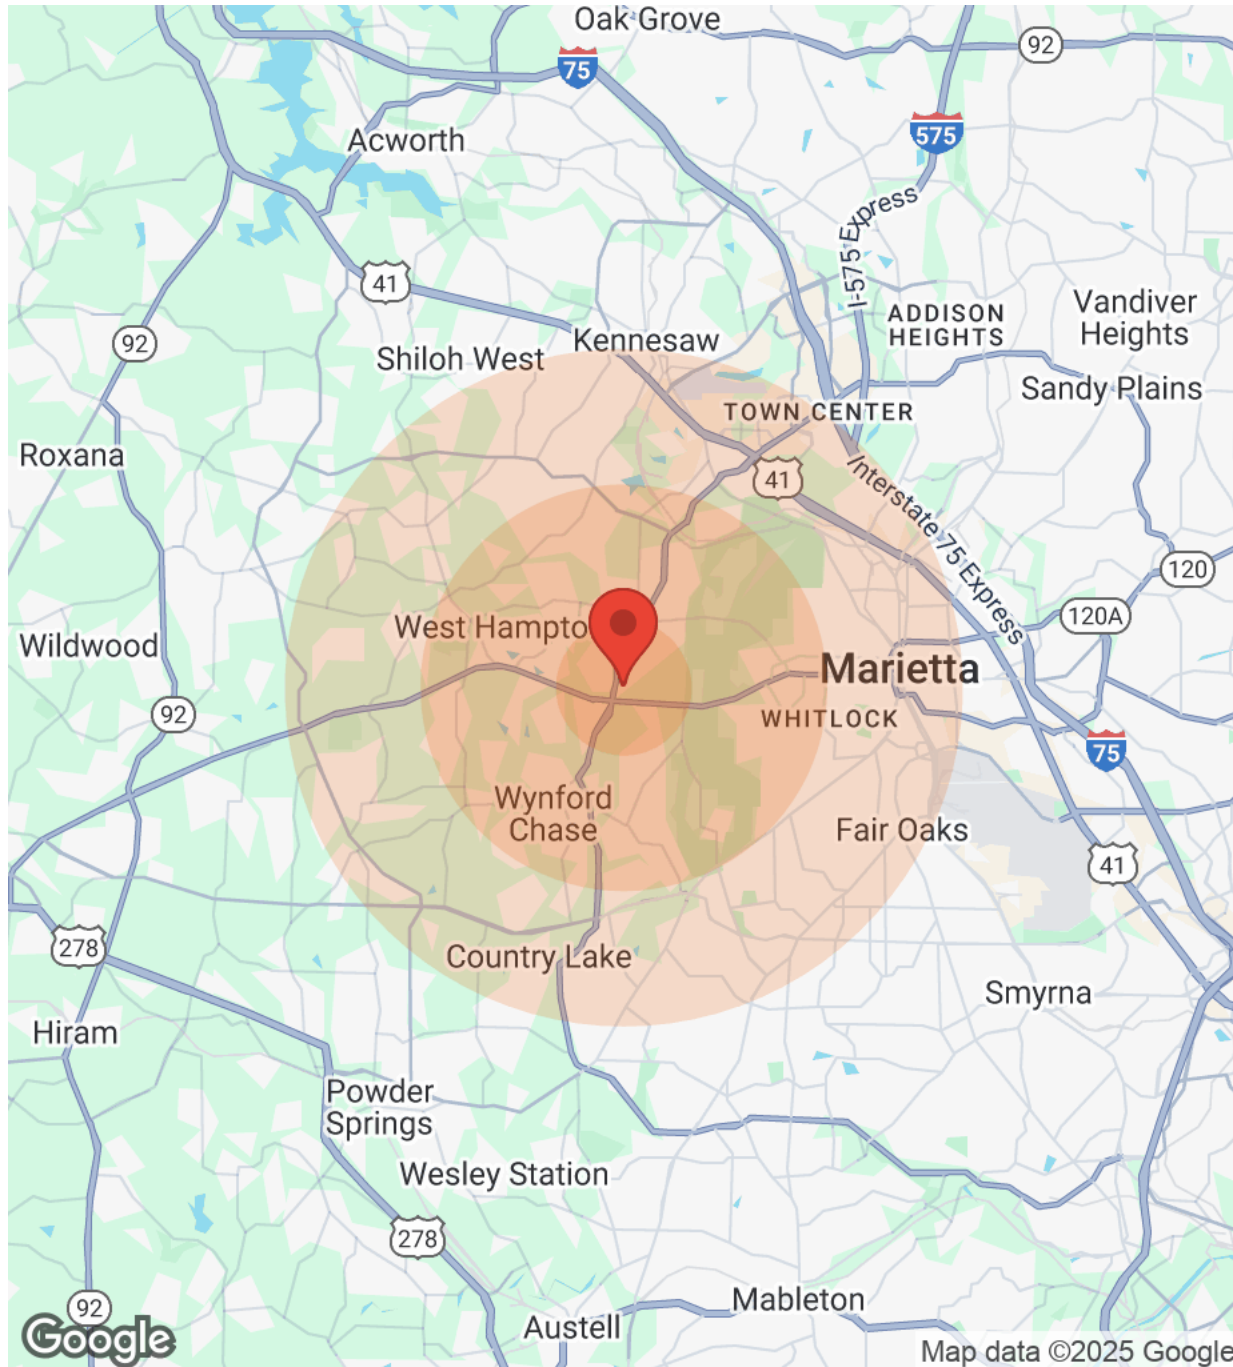 Oak Grove
92
75
575
Acworth
I-575 Express
41
ADDISON
HEIGHTS
Vandiver
Heights
92
Kennesaw
Shiloh West
Sandy Plains
TOWN CENTER
Roxana
41
Interstate 75 Express
120
120A
West Hampto
Wildwood
Marietta
92
WHITLOCK
75
Wynford
Chase
Fair Oaks
41
278
Country Lake
Smyrna
Hiram
Powder
Springs
Wesley Station
278
92
Mableton
Austell
Google
Map data ©2025 Google